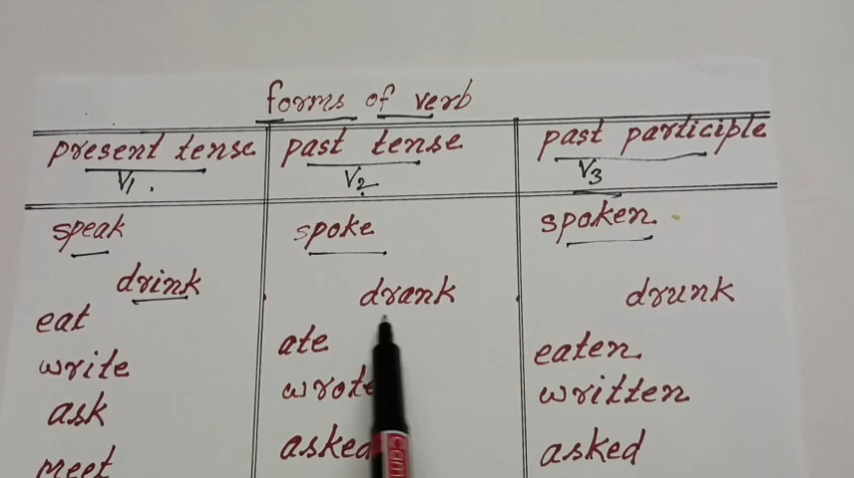 forms of verb
present tense past tense past participle
V1. V2 V3
speak spoke spoken
drink drank drunk
eat ate eaten
write wrote written
ask asked asked
meet
cam